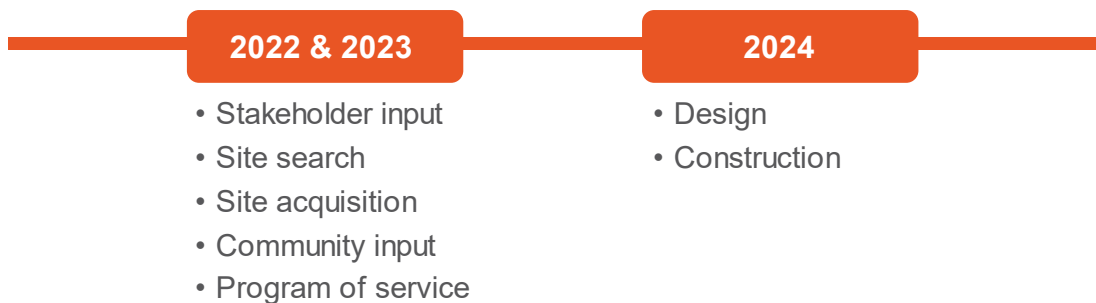 2022 & 2023
• Stakeholder input
• Site search
• Site acquisition
• Community input
• Program of service
2024
• Design
• Construction